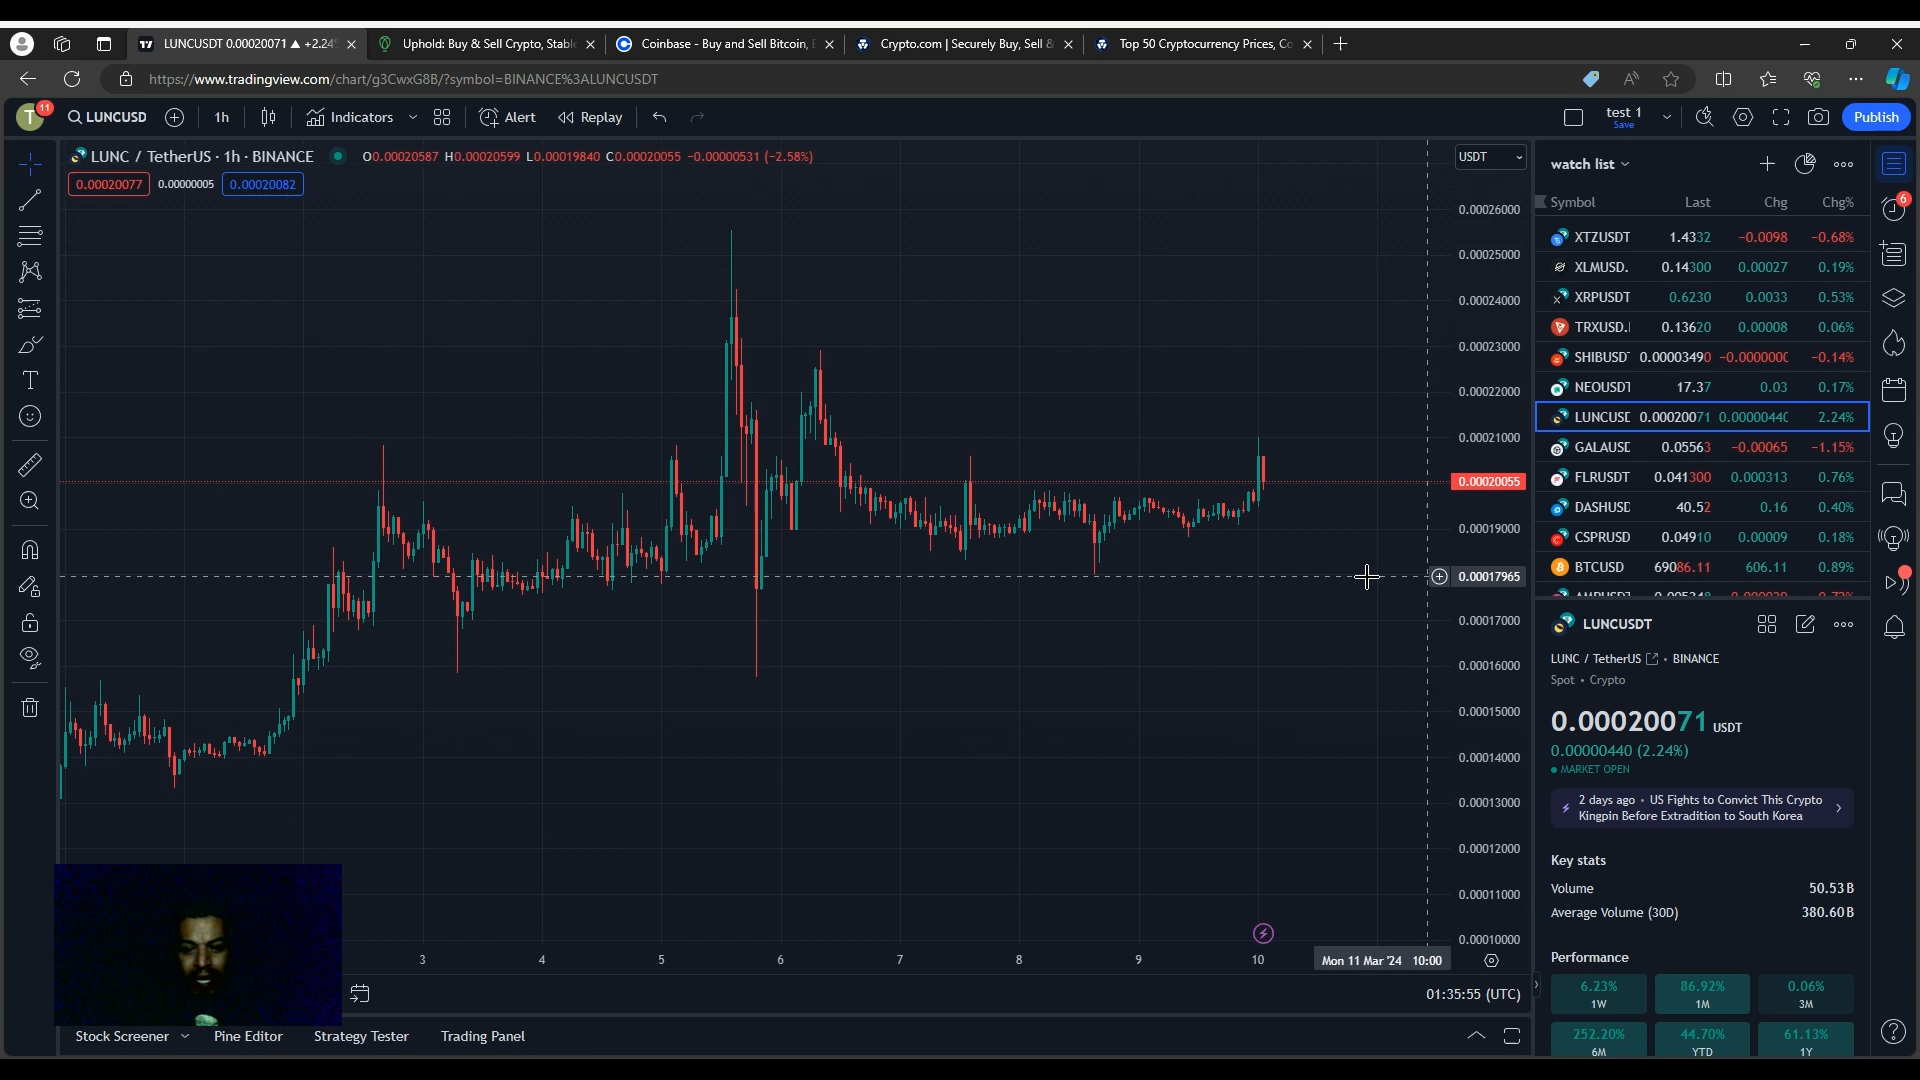 LUNCUSDT 0.00020071 ▲ +2.24
Uphold: Buy & Sell Crypto, Stabl
Coinbase - Buy and Sell Bitcoin,
Crypto.com | Securely Buy, Sell &
Top 50 Cryptocurrency Prices, Co
https://www.tradingview.com/chart/g3CwxG8B/?symbol=BINANCE%3ALUNCUSDT
T 11 LUNCUSD 1h Indicators Alert Replay test 1 Save Publish
LUNC / TetherUS · 1h · BINANCE O0.00020587 H0.00020599 L0.00019840 C0.00020055 -0.00000531 (-2.58%)
0.00020077 0.00000005 0.00020082
USDT
0.00026000
0.00025000
0.00024000
0.00023000
0.00022000
0.00021000
0.00020055
0.00019000
0.00017965
0.00017000
0.00016000
0.00015000
0.00014000
0.00013000
0.00012000
0.00011000
0.00010000
3 4 5 6 7 8 9 10 Mon 11 Mar '24 10:00
01:35:55 (UTC)
Stock Screener Pine Editor Strategy Tester Trading Panel
watch list
Symbol Last Chg Chg%
XTZUSDT 1.4332 -0.0098 -0.68%
XLMUSD. 0.14300 0.00027 0.19%
XRPUSDT 0.6230 0.0033 0.53%
TRXUSD. 0.13620 0.00008 0.06%
SHIBUSD 0.00003490 -0.0000000 -0.14%
NEOUSDT 17.37 0.03 0.17%
LUNCUSD 0.00020071 0.0000044 2.24%
GALAUSD 0.05563 -0.00065 -1.15%
FLRUSDT 0.041300 0.000313 0.76%
DASHUSD 40.52 0.16 0.40%
CSPRUSD 0.04910 0.00009 0.18%
BTCUSD 69086.11 606.11 0.89%
6
LUNCUSDT
LUNC / TetherUS • BINANCE
Spot • Crypto
0.00020071 USDT
0.00000440 (2.24%)
MARKET OPEN
2 days ago • US Fights to Convict This Crypto
Kingpin Before Extradition to South Korea
Key stats
Volume 50.53B
Average Volume (30D) 380.60B
Performance
6.23% 86.92% 0.06%
1W 1M 3M
252.20% 44.70% 61.13%
6M YTD 1Y